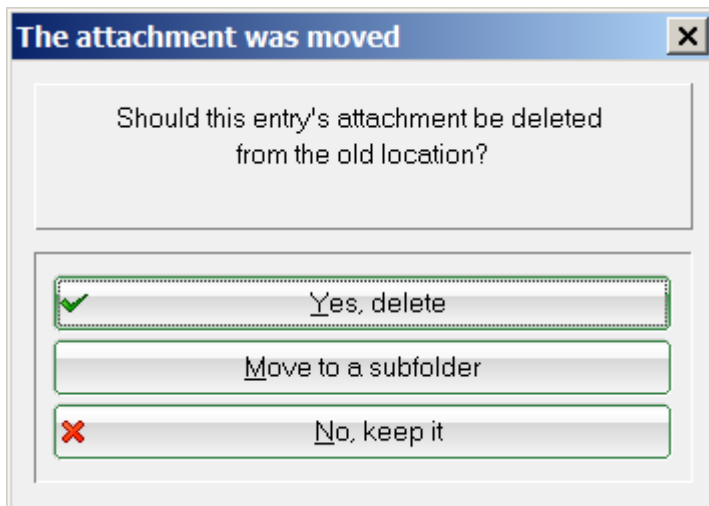 The attachment was moved
Should this entry's attachment be deleted
from the old location?
Yes, delete
Move to a subfolder
No, keep it